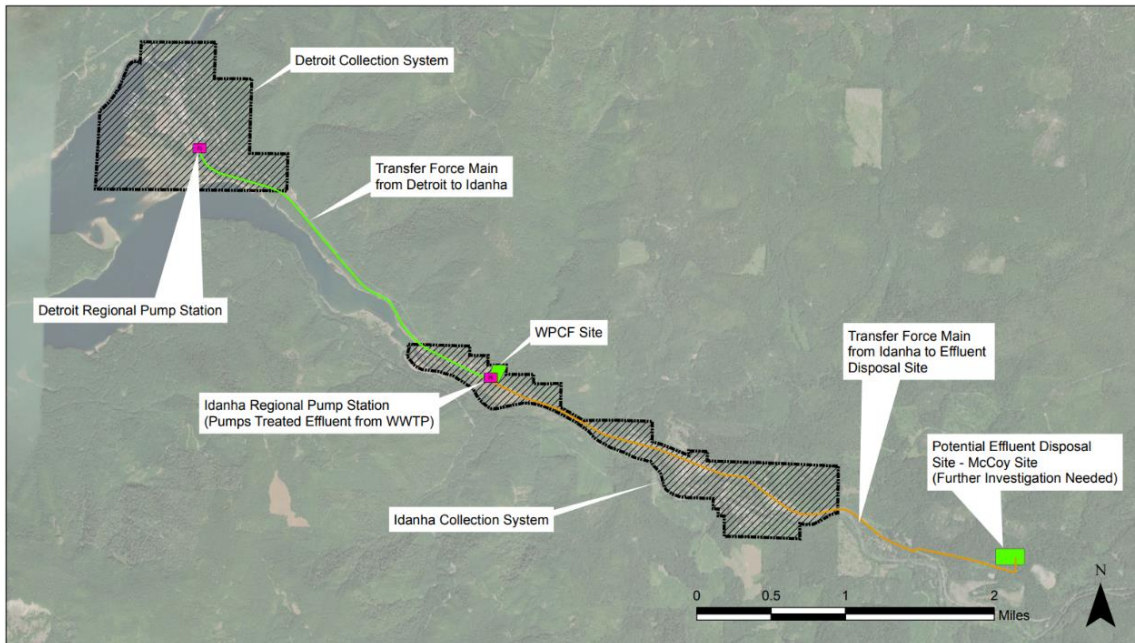 Detroit Collection System
Transfer Force Main
from Detroit to Idanha
Detroit Regional Pump Station
WPCF Site
Transfer Force Main
from Idanha to Effluent
Disposal Site
Idanha Regional Pump Station
(Pumps Treated Effluent from WWTP)
Potential Effluent Disposal
Site - McCoy Site
(Further Investigation Needed)
Idanha Collection System
N
0 0.5 1 2
Miles